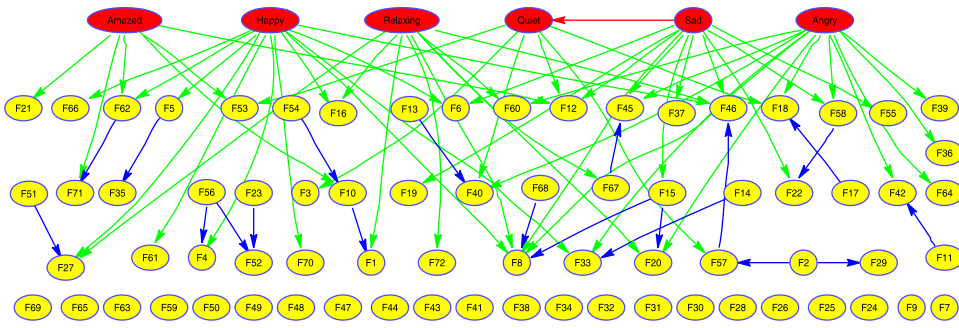 Amazed Happy Relaxing Quiet Sad Angry
F21 F66 F62 F5 F53 F54 F16 F13 F6 F60 F12 F45 F37 F46 F18 F58 F55 F39
F36
F51 F71 F35 F56 F23 F3 F10 F19 F40 F68 F67 F15 F14 F22 F17 F42 F64
F27 F61 F4 F52 F70 F1 F72 F8 F33 F20 F57 F2 F29 F11
F69 F65 F63 F59 F50 F49 F48 F47 F44 F43 F41 F38 F34 F32 F31 F30 F28 F26 F25 F24 F9 F7